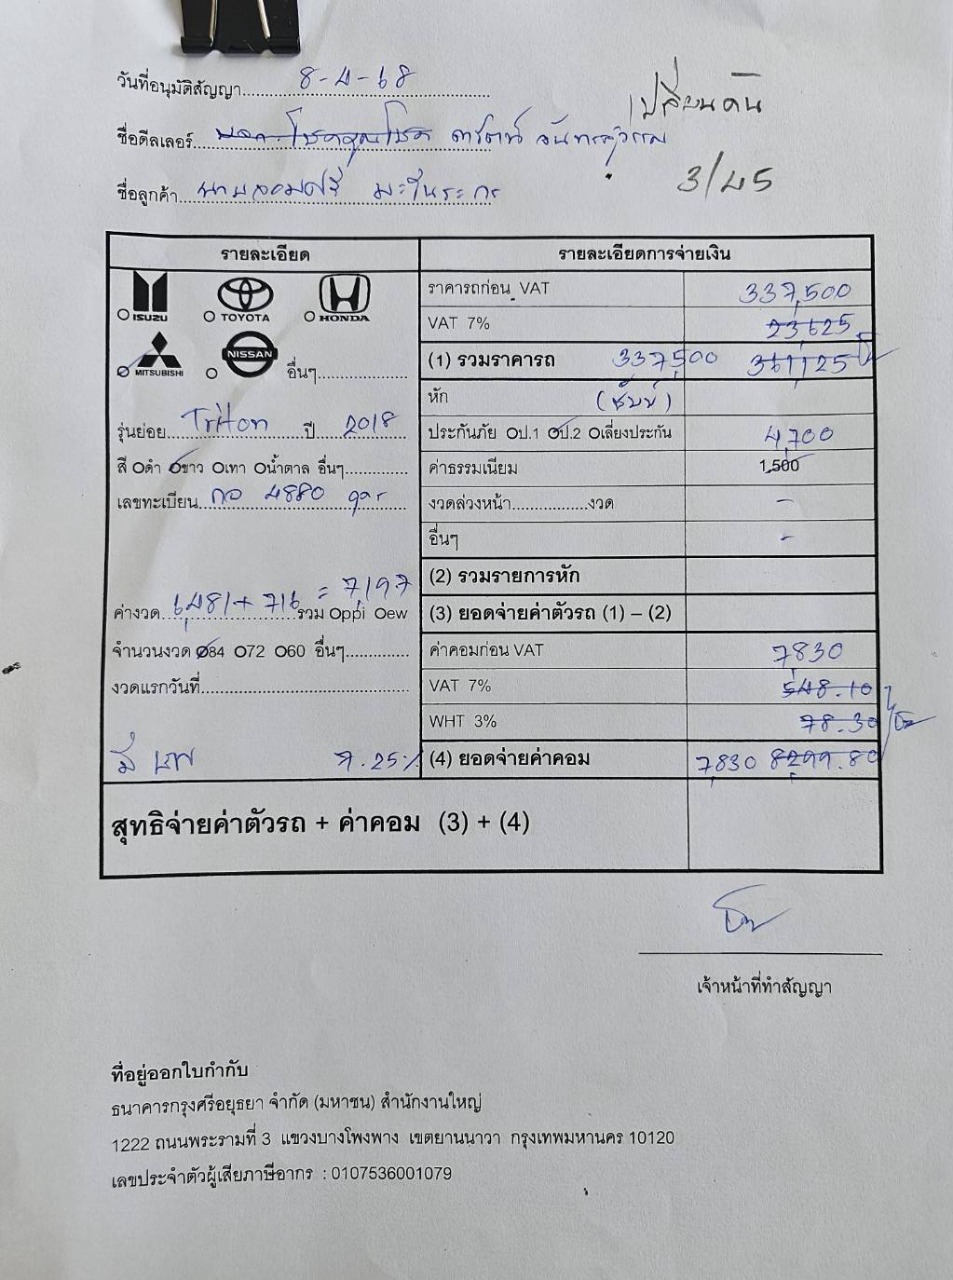 วันที่อนุมัติสัญญา 8-4-68
เปลี่ยนคัน
ชื่อดีลเลอร์
3/45
ชื่อลูกค้า
รายละเอียด
ISUZU TOYOTA HONDA
MITSUBISHI NISSAN อื่นๆ
รุ่นย่อย Triton ปี 2018
สี ดำ ขาว เทา น้ำตาล อื่นๆ
เลขทะเบียน 4880
ค่างวด 6,481 + 716 = 7,197 รวม ppi ew
จำนวนงวด 84 72 60 อื่นๆ
งวดแรกวันที่
มี 7.25%
รายละเอียดการจ่ายเงิน
ราคารถก่อน VAT 337,500
VAT 7% 23,625
(1) รวมราคารถ 337,500 361,125
หัก
ประกันภัย ป.1 ป.2 เลี่ยงประกัน 4,700
ค่าธรรมเนียม 1,500
งวดล่วงหน้า.................งวด -
อื่นๆ -
(2) รวมรายการหัก
(3) ยอดจ่ายค่าตัวรถ (1) – (2)
ค่าคอมก่อน VAT 7,830
VAT 7% 548.10
WHT 3% 78.30
(4) ยอดจ่ายค่าคอม 7,830 8,299.80
สุทธิจ่ายค่าตัวรถ + ค่าคอม (3) + (4)
เจ้าหน้าที่ทำสัญญา
ที่อยู่ออกใบกำกับ
ธนาคารกรุงศรีอยุธยา จำกัด (มหาชน) สำนักงานใหญ่
1222 ถนนพระรามที่ 3 แขวงบางโพงพาง เขตยานนาวา กรุงเทพมหานคร 10120
เลขประจำตัวผู้เสียภาษีอากร : 0107536001079